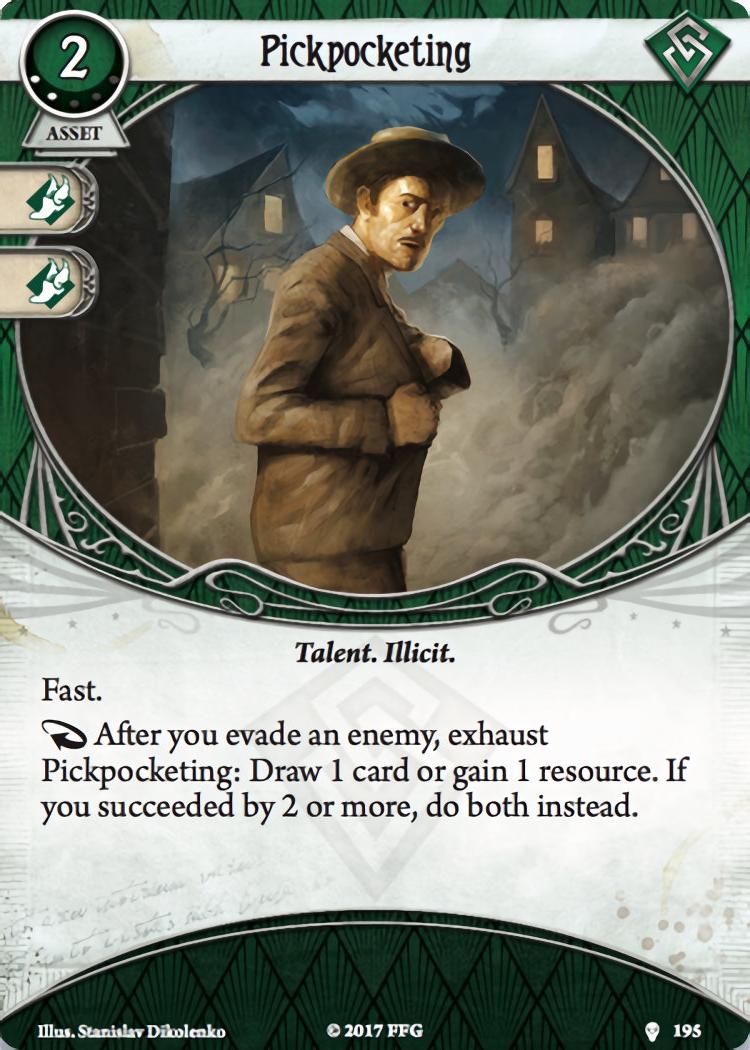 2
Pickpocketing
ASSET
Talent. Illicit.
Fast.
After you evade an enemy, exhaust
Pickpocketing: Draw 1 card or gain 1 resource. If
you succeeded by 2 or more, do both instead.
Illus. Stanislav Dikolenko
© 2017 FFG
195